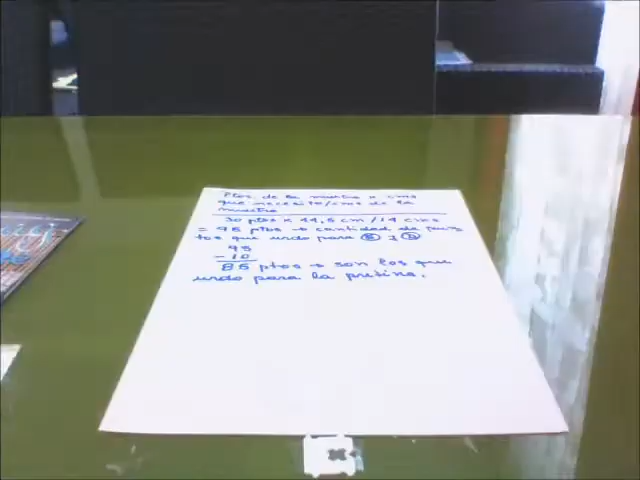 Ptos de la muestra x cms
que necesito/cms de la
muestra
30 ptos x 44,5 cm/14 cms
= 95 ptos → cantidad de pun
tos que urdo para ⓐ y ⓑ
95
- 10
85 ptos → son los que
urdo para la pretina.